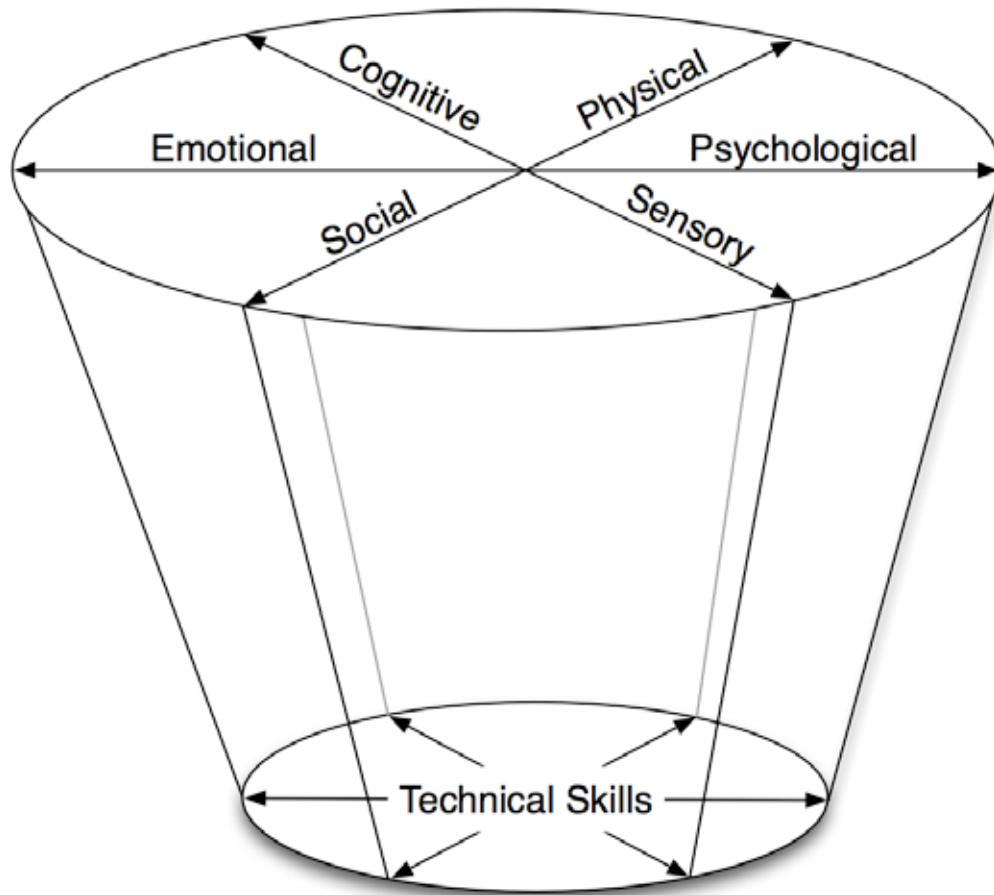 Cognitive
Physical
Emotional
Psychological
Social
Sensory
Technical Skills